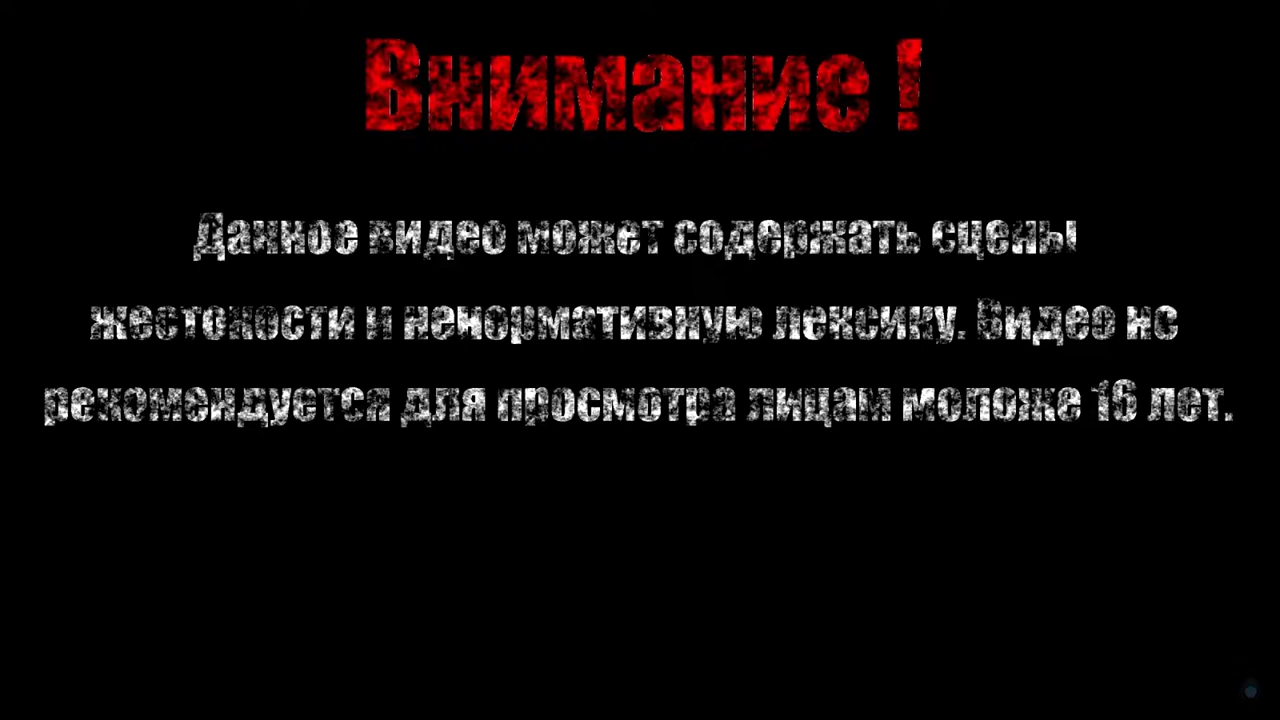 Внимание !
Данное видео может содержать сцены
жестокости и ненормативную лексику. Видео не
рекомендуется для просмотра лицам моложе 16 лет.